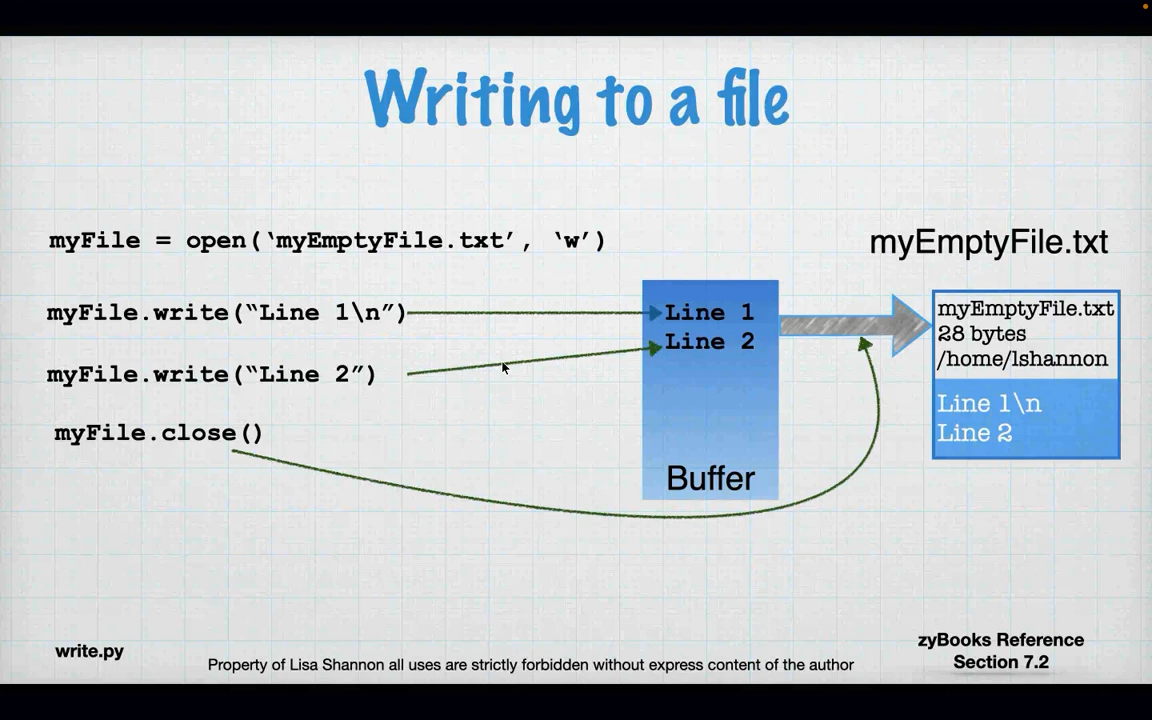 Writing to a file
myFile = open(‘myEmptyFile.txt’, ‘w’)
myEmptyFile.txt
myFile.write(“Line 1\n”)
Line 1
myEmptyFile.txt
28 bytes
Line 2
/home/lshannon
myFile.write(“Line 2”)
Line 1\n
Line 2
myFile.close()
Buffer
write.py
Property of Lisa Shannon all uses are strictly forbidden without express content of the author
zyBooks Reference
Section 7.2